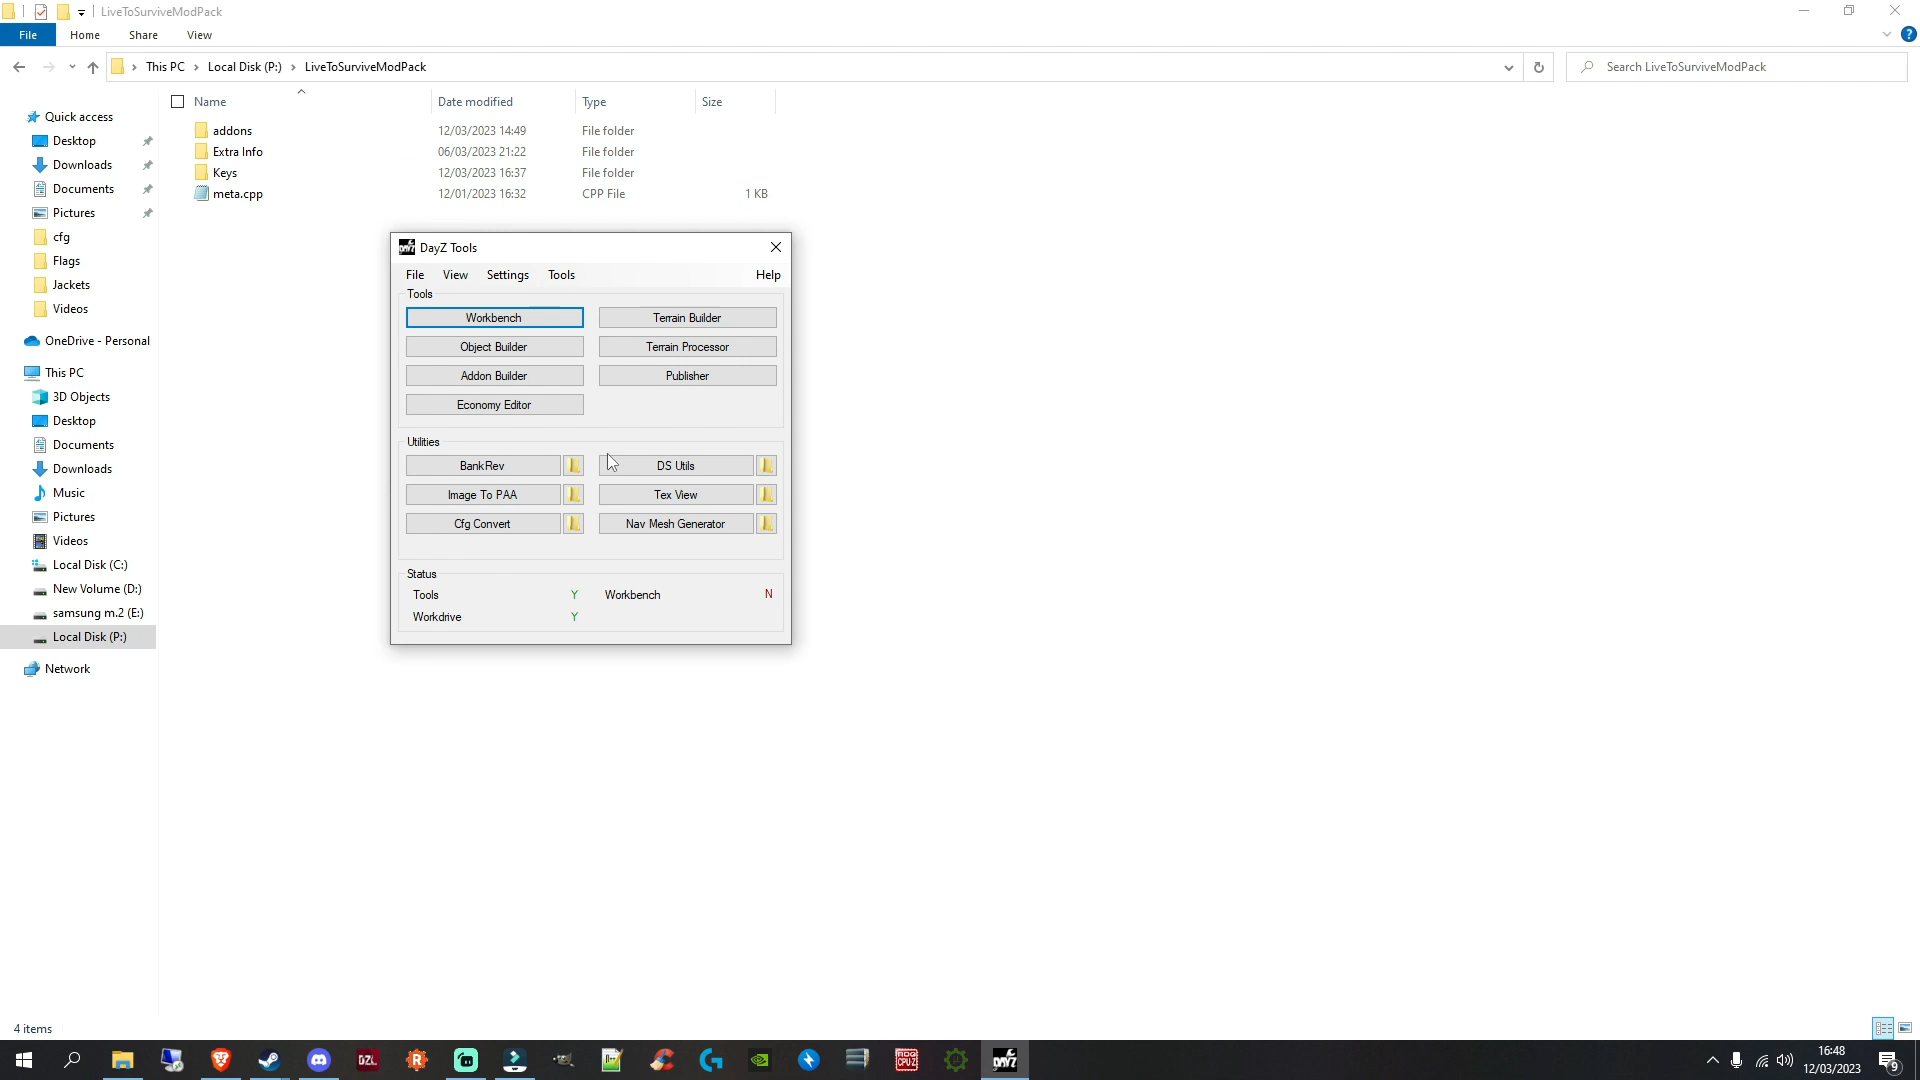 LiveToSurviveModPack
File Home Share View
This PC Local Disk (P:) LiveToSurviveModPack
Search LiveToSurviveModPack
Name Date modified Type Size
addons 12/03/2023 14:49 File folder
Extra Info 06/03/2023 21:22 File folder
Keys 12/03/2023 16:37 File folder
meta.cpp 12/01/2023 16:32 CPP File 1 KB
Quick access
Desktop
Downloads
Documents
Pictures
cfg
Flags
Jackets
Videos
OneDrive - Personal
This PC
3D Objects
Desktop
Documents
Downloads
Music
Pictures
Videos
Local Disk (C:)
New Volume (D:)
samsung m.2 (E:)
Local Disk (P:)
Network
DayZ Tools
File View Settings Tools Help
Tools
Workbench Terrain Builder
Object Builder Terrain Processor
Addon Builder Publisher
Economy Editor
Utilities
BankRev DS Utils
Image To PAA Tex View
Cfg Convert Nav Mesh Generator
Status
Tools Y Workbench N
Workdrive Y
4 items
DZL
16:48
12/03/2023
9